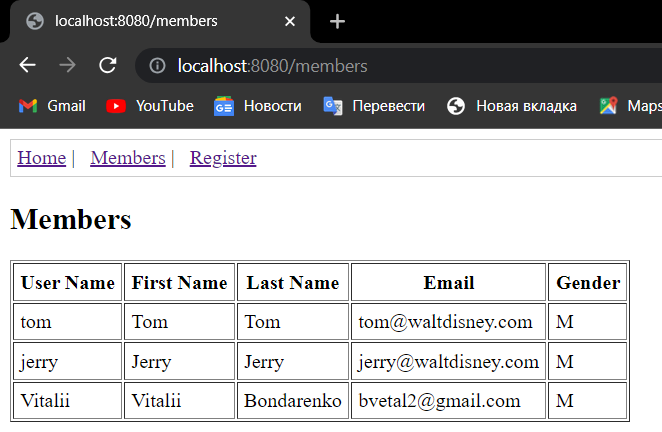 localhost:8080/members
localhost:8080/members
Gmail YouTube Новости Перевести Новая вкладка Maps
Home | Members | Register
Members
User Name First Name Last Name Email Gender
tom Tom Tom tom@waltdisney.com M
jerry Jerry Jerry jerry@waltdisney.com M
Vitalii Vitalii Bondarenko bvetal2@gmail.com M